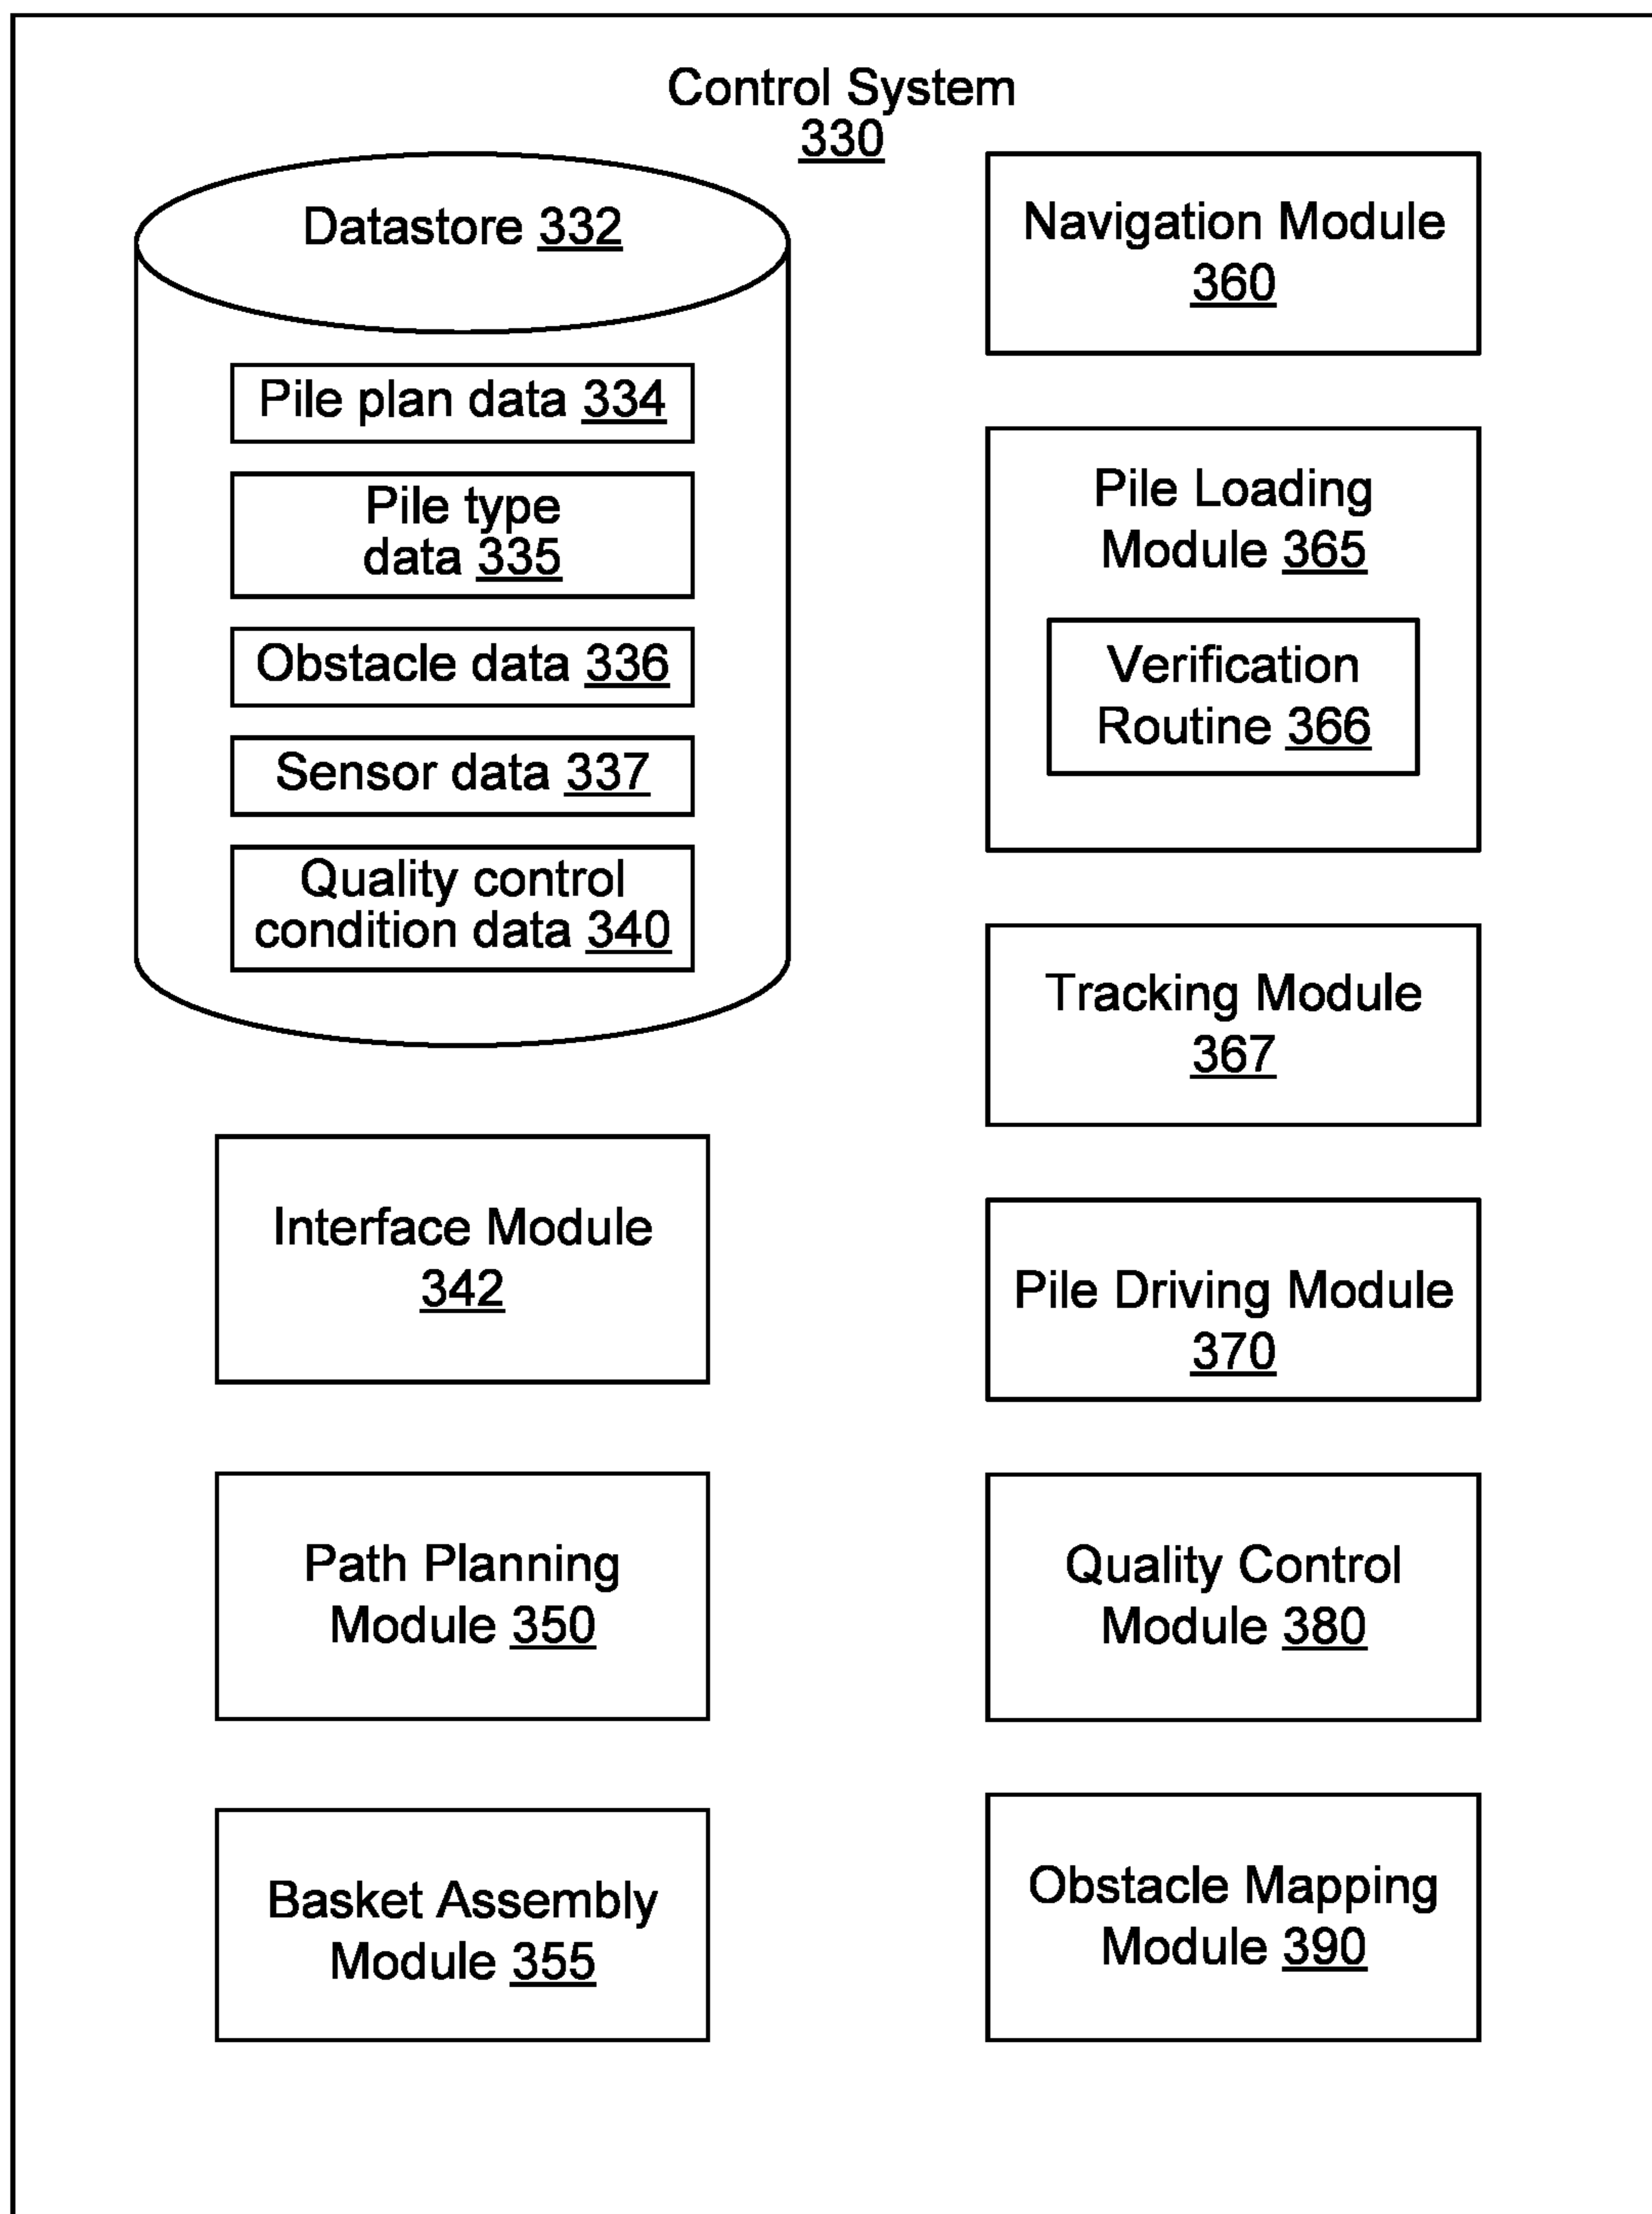 Control System
330
Datastore 332
Pile plan data 334
Pile type
data 335
Obstacle data 336
Sensor data 337
Quality control
condition data 340
Interface Module
342
Path Planning
Module 350
Basket Assembly
Module 355
Navigation Module
360
Pile Loading
Module 365
Verification
Routine 366
Tracking Module
367
Pile Driving Module
370
Quality Control
Module 380
Obstacle Mapping
Module 390